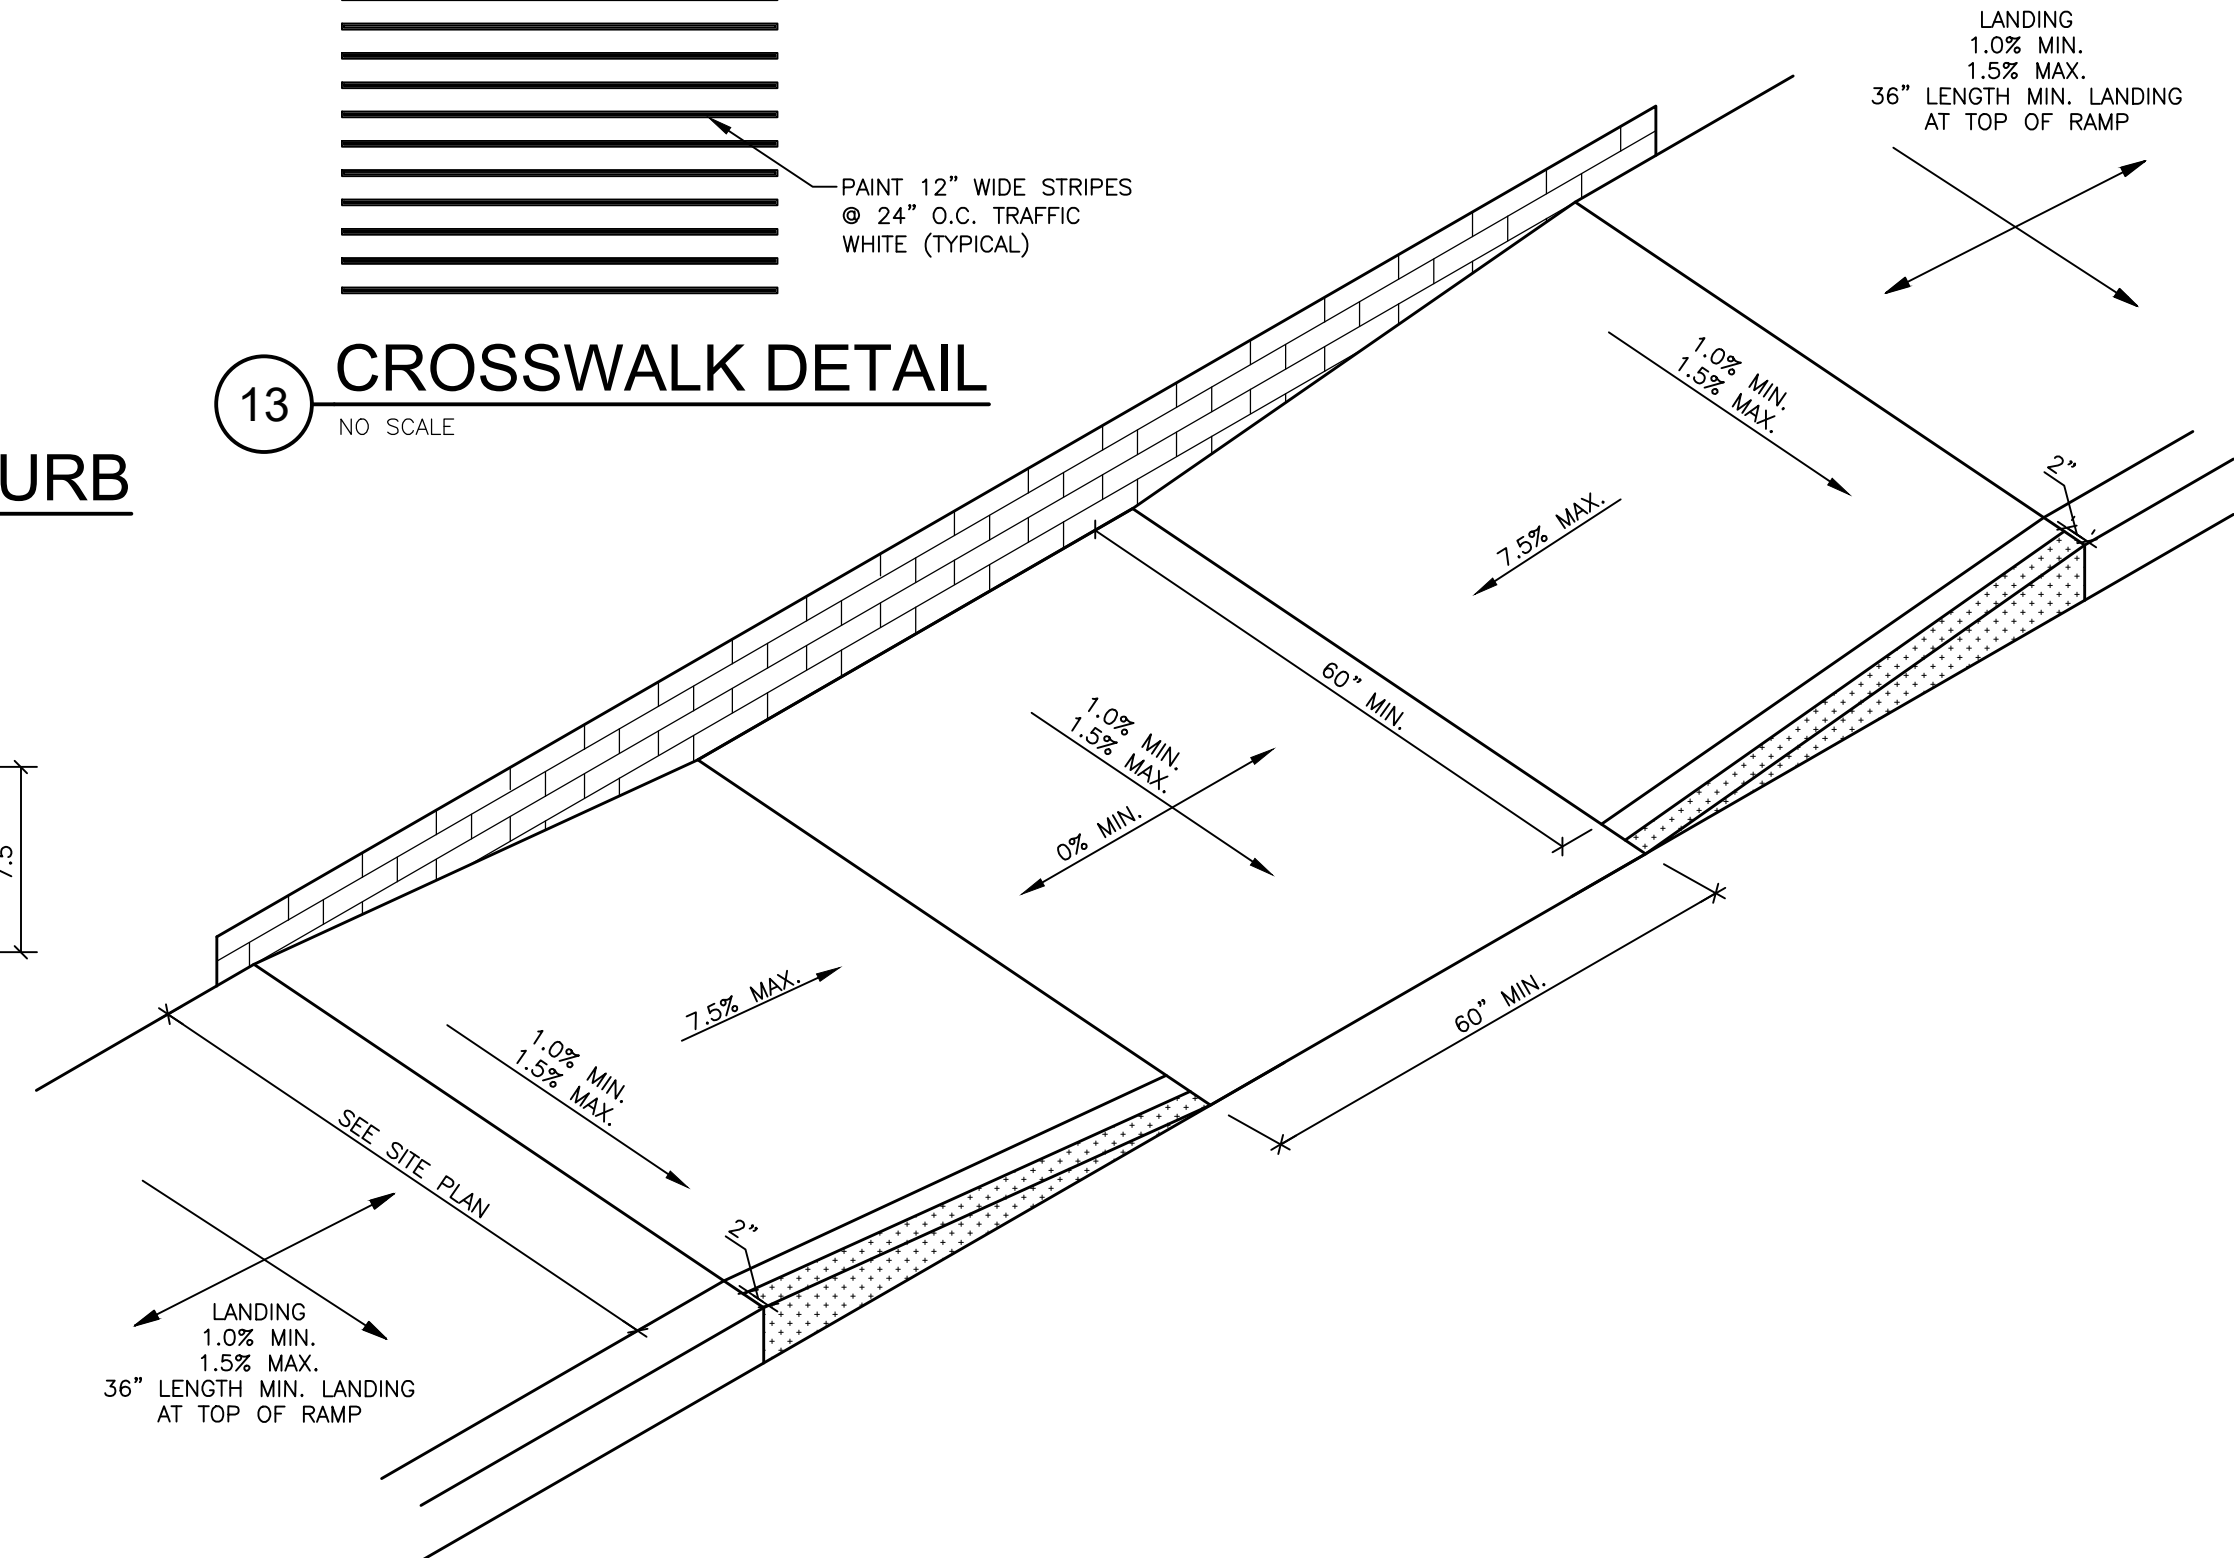 PAINT 12” WIDE STRIPES
@ 24” O.C. TRAFFIC
WHITE (TYPICAL)
13
CROSSWALK DETAIL
NO SCALE
URB
7.5
LANDING
1.0% MIN.
1.5% MAX.
36” LENGTH MIN. LANDING
AT TOP OF RAMP
1.0% MIN.
1.5% MAX.
2”
7.5% MAX.
60” MIN.
1.0% MIN.
1.5% MAX.
0% MIN.
60” MIN.
7.5% MAX.
1.0% MIN.
1.5% MAX.
SEE SITE PLAN
2”
LANDING
1.0% MIN.
1.5% MAX.
36” LENGTH MIN. LANDING
AT TOP OF RAMP